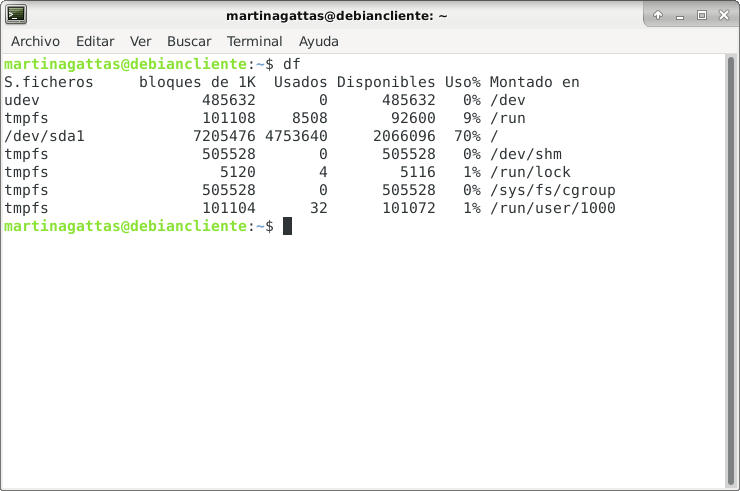 martinagattas@debiancliente: ~
Archivo Editar Ver Buscar Terminal Ayuda
martinagattas@debiancliente:~$ df
S.ficheros     bloques de 1K  Usados Disponibles Uso% Montado en
udev                  485632       0      485632   0% /dev
tmpfs                 101108    8508       92600   9% /run
/dev/sda1            7205476 4753640     2066096  70% /
tmpfs                 505528       0      505528   0% /dev/shm
tmpfs                   5120       4        5116   1% /run/lock
tmpfs                 505528       0      505528   0% /sys/fs/cgroup
tmpfs                 101104      32      101072   1% /run/user/1000
martinagattas@debiancliente:~$